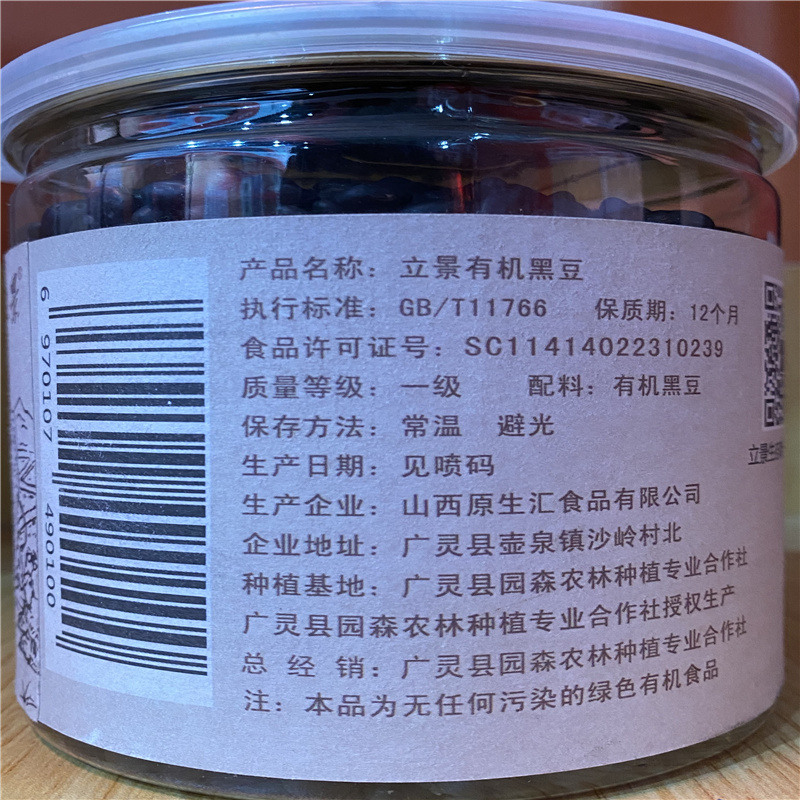 产品名称：立景有机黑豆
执行标准：GB/T11766 保质期：12个月
食品许可证号：SC11414022310239
质量等级：一级 配料：有机黑豆
保存方法：常温 避光
生产日期：见喷码
生产企业：山西原生汇食品有限公司
企业地址：广灵县壶泉镇沙岭村北
种植基地：广灵县园森农林种植专业合作社
广灵县园森农林种植专业合作社授权生产
总 经 销：广灵县园森农林种植专业合作社
注：本品为无任何污染的绿色有机食品
6 970107 490100
立景生